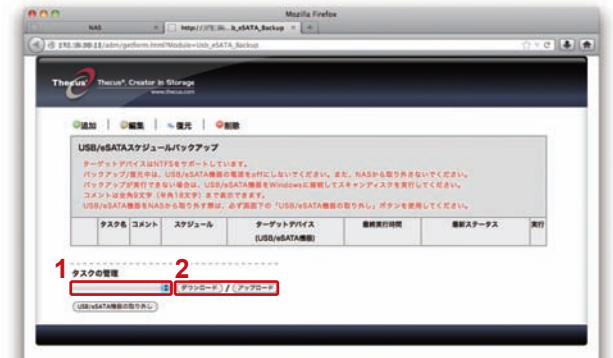 Mozilla Firefox
NAS
Thecus
Thecus®, Creator in Storage
www.thecus.com
追加 | 編集 | 復元 | 削除
USB/eSATAスケジュールバックアップ
ターゲットデバイスはNTFSをサポートしています。
バックアップ/復元中は、USB/eSATA機器の電源をoffにしないでください。また、NASから取り外さないでください。
バックアップが実行できない場合は、USB/eSATA機器をWindowsに接続してスキャンディスクを実行してください。
コメントは全角9文字（半角18文字）まで表示できます。
USB/eSATA機器をNASから取り外す際は、必ず画面下の「USB/eSATA機器の取り外し」ボタンを使用してください。
タスク名 コメント スケジュール ターゲットデバイス 最終実行時間 最新ステータス 実行
(USB/eSATA機器)
1 タスクの管理 2
ダウンロード / アップロード
USB/eSATA機器の取り外し